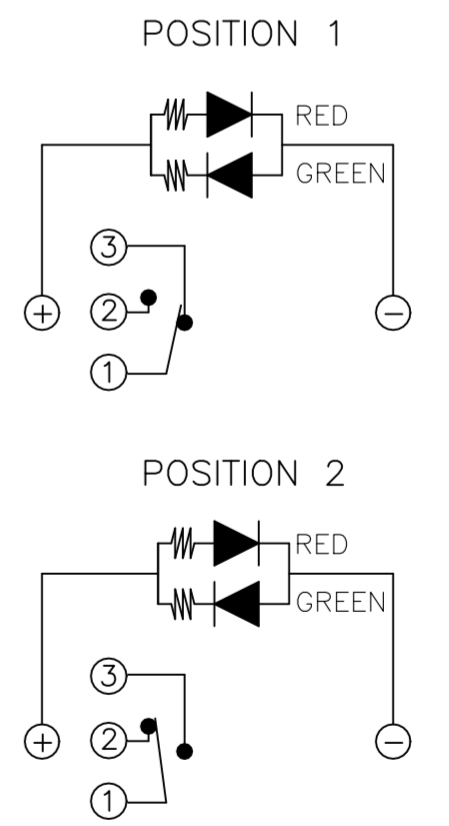 POSITION 1
RED
GREEN
3
+ 2 −
1
POSITION 2
RED
GREEN
3
+ 2 −
1